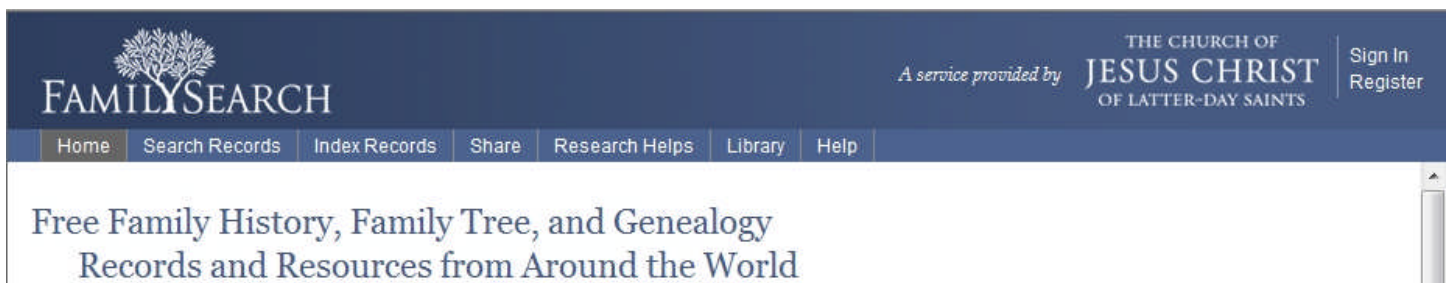 FAMILYSEARCH
A service provided by
THE CHURCH OF
JESUS CHRIST
OF LATTER-DAY SAINTS
Sign In
Register
Home Search Records Index Records Share Research Helps Library Help
Free Family History, Family Tree, and Genealogy
Records and Resources from Around the World